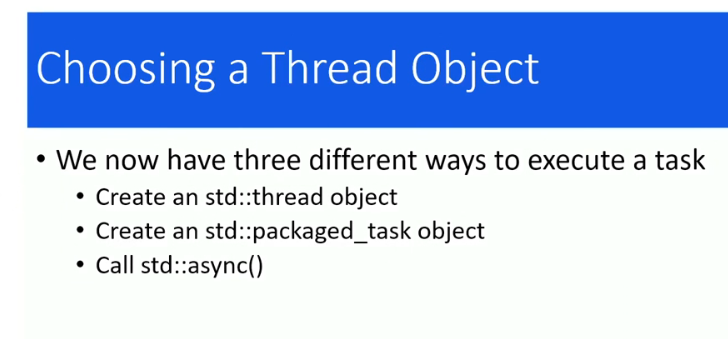 Choosing a Thread Object
• We now have three different ways to execute a task
• Create an std::thread object
• Create an std::packaged_task object
• Call std::async()